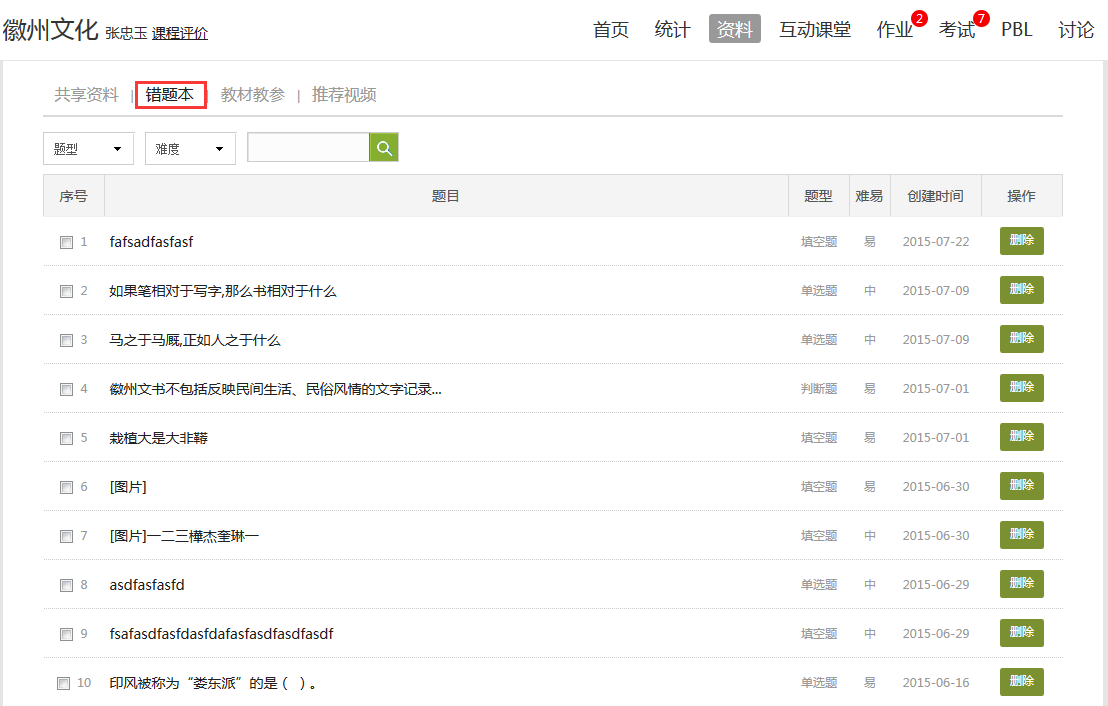 徽州文化 张忠玉 课程评价 首页 统计 资料 互动课堂 作业 2 考试 7 PBL 讨论
共享资料 | 错题本 | 教材教参 | 推荐视频
题型 难度
序号 题目 题型 难易 创建时间 操作
1 fafsadfasfasf 填空题 易 2015-07-22 删除
2 如果笔相对于写字,那么书相对于什么 单选题 中 2015-07-09 删除
3 马之于马厩,正如人之于什么 单选题 中 2015-07-09 删除
4 徽州文书不包括反映民间生活、民俗风情的文字记录... 判断题 易 2015-07-01 删除
5 栽植大是大非鞯 填空题 易 2015-07-01 删除
6 [图片] 填空题 易 2015-06-30 删除
7 [图片]一二三樺杰奎琳一 填空题 中 2015-06-30 删除
8 asdfasfasfd 单选题 中 2015-06-29 删除
9 fsafasdfasfdasfdafasfasdfasdfasdf 填空题 中 2015-06-29 删除
10 印风被称为“娄东派”的是（ ）。 单选题 易 2015-06-16 删除